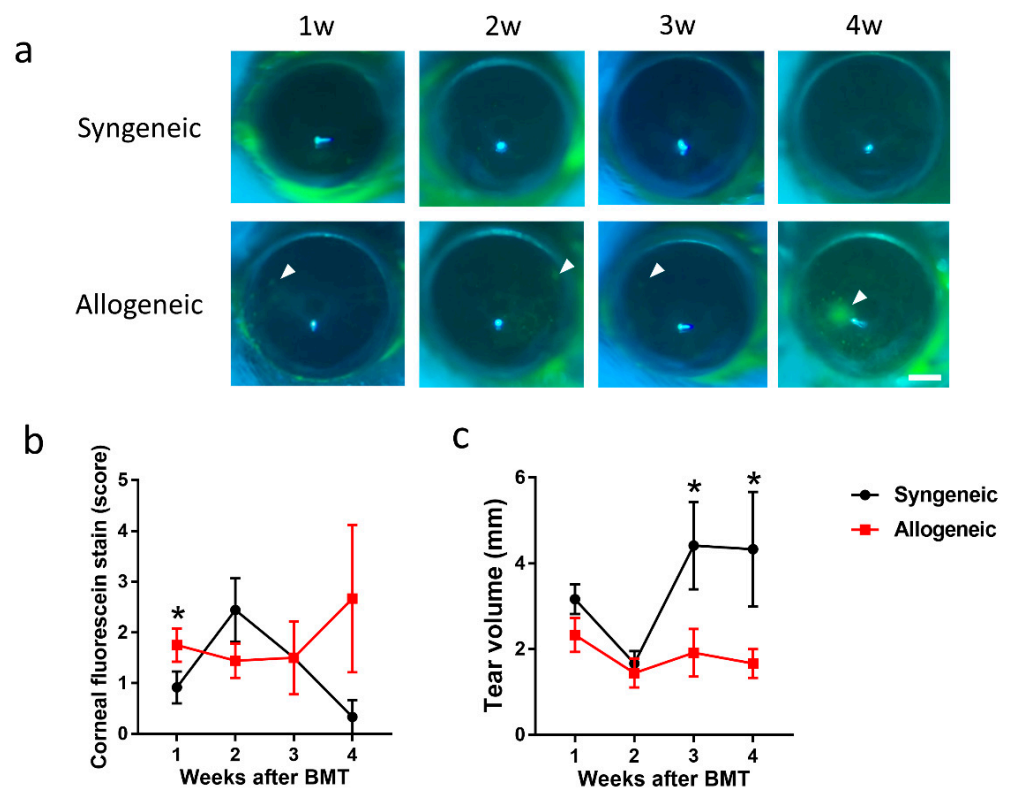 1w 2w 3w 4w
a
Syngeneic
Allogeneic
b
Corneal fluorescein stain (score)
5
4
3
2
1
0
*
1 2 3 4
Weeks after BMT
c
Tear volume (mm)
6
4
2
0
* *
1 2 3 4
Weeks after BMT
Syngeneic
Allogeneic